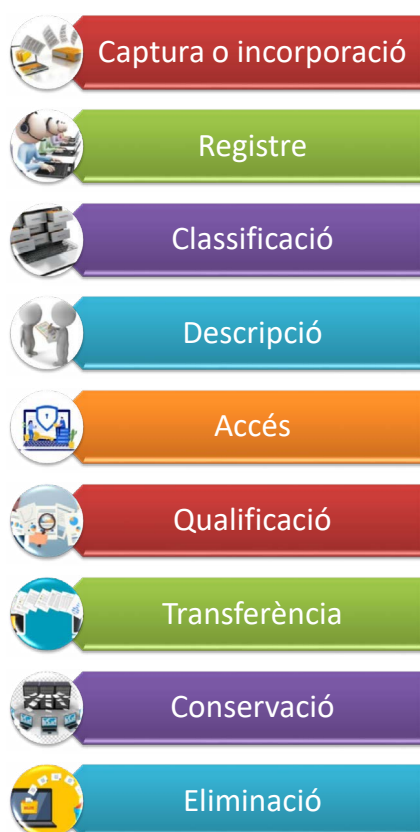 Captura o incorporació
Registre
Classificació
Descripció
Accés
Qualificació
Transferència
Conservació
Eliminació